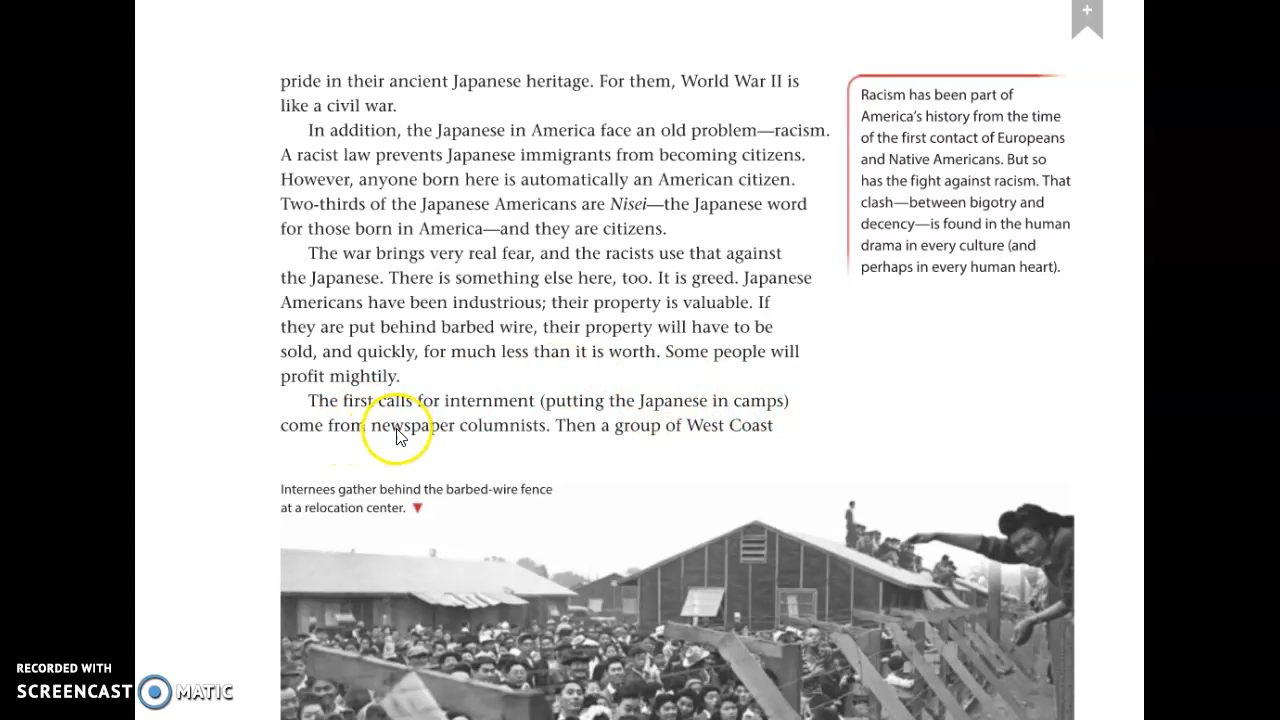 pride in their ancient Japanese heritage. For them, World War II is
like a civil war.
In addition, the Japanese in America face an old problem—racism.
A racist law prevents Japanese immigrants from becoming citizens.
However, anyone born here is automatically an American citizen.
Two-thirds of the Japanese Americans are Nisei—the Japanese word
for those born in America—and they are citizens.
The war brings very real fear, and the racists use that against
the Japanese. There is something else here, too. It is greed. Japanese
Americans have been industrious; their property is valuable. If
they are put behind barbed wire, their property will have to be
sold, and quickly, for much less than it is worth. Some people will
profit mightily.
The first calls for internment (putting the Japanese in camps)
come from newspaper columnists. Then a group of West Coast
Racism has been part of
America's history from the time
of the first contact of Europeans
and Native Americans. But so
has the fight against racism. That
clash—between bigotry and
decency—is found in the human
drama in every culture (and
perhaps in every human heart).
Internees gather behind the barbed-wire fence
at a relocation center. ▼
RECORDED WITH
SCREENCAST MATIC